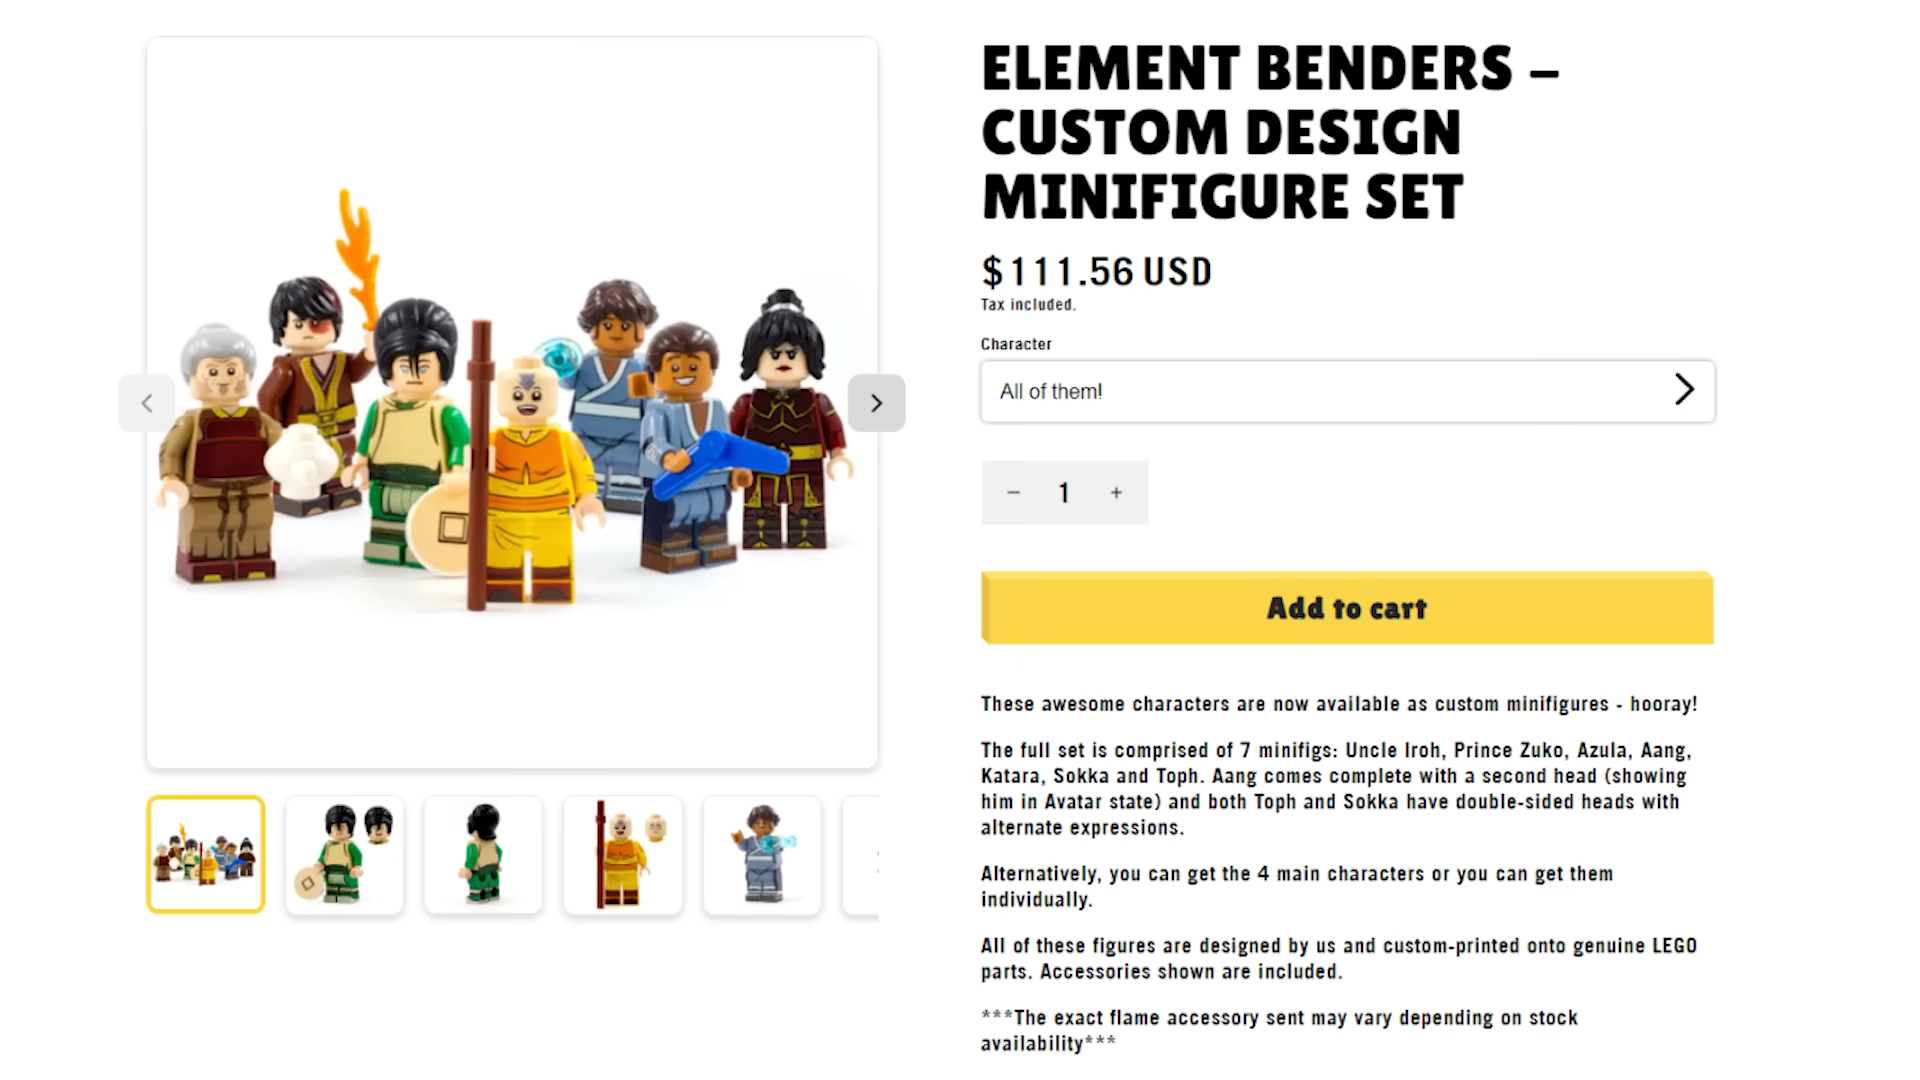 ELEMENT BENDERS –
CUSTOM DESIGN
MINIFIGURE SET
$111.56 USD
Tax included.
Character
All of them!
− 1 +
Add to cart
These awesome characters are now available as custom minifigures - hooray!
The full set is comprised of 7 minifigs: Uncle Iroh, Prince Zuko, Azula, Aang,
Katara, Sokka and Toph. Aang comes complete with a second head (showing
him in Avatar state) and both Toph and Sokka have double-sided heads with
alternate expressions.
Alternatively, you can get the 4 main characters or you can get them
individually.
All of these figures are designed by us and custom-printed onto genuine LEGO
parts. Accessories shown are included.
***The exact flame accessory sent may vary depending on stock
availability***